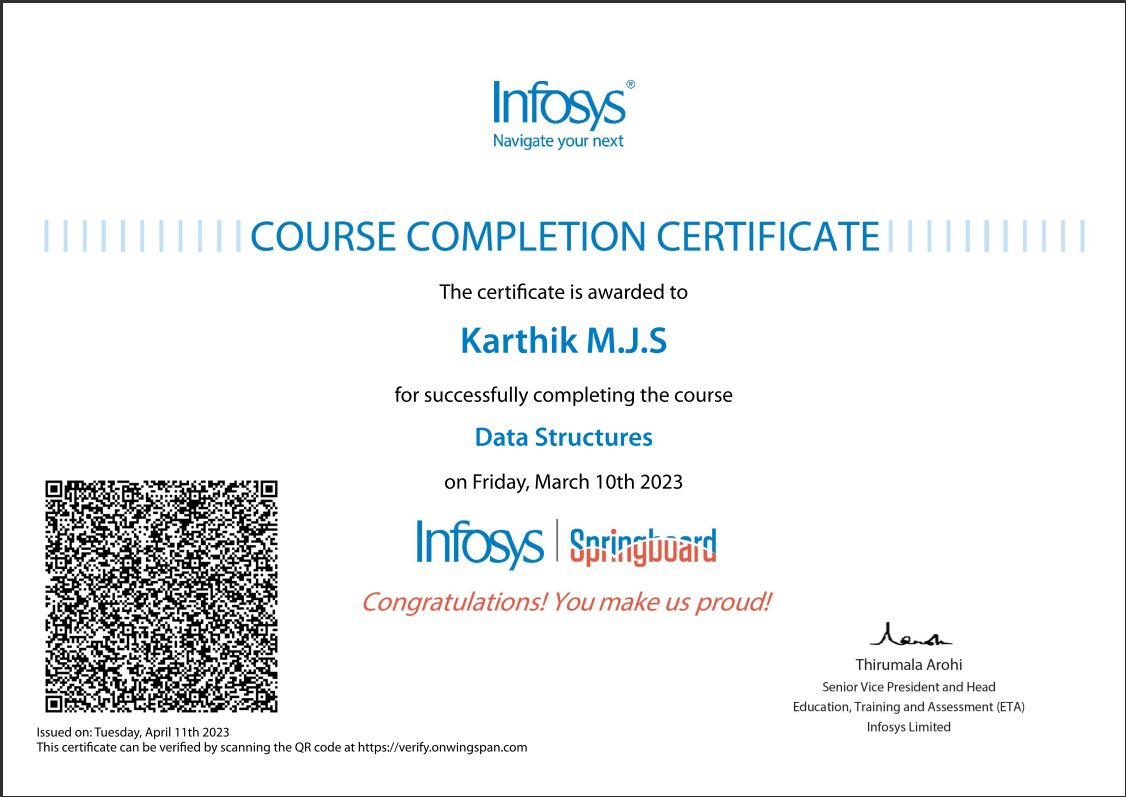 Infosys®
Navigate your next
COURSE COMPLETION CERTIFICATE
The certificate is awarded to
Karthik M.J.S
for successfully completing the course
Data Structures
on Friday, March 10th 2023
Infosys | Springboard
Congratulations! You make us proud!
Thirumala Arohi
Senior Vice President and Head
Education, Training and Assessment (ETA)
Infosys Limited
Issued on: Tuesday, April 11th 2023
This certificate can be verified by scanning the QR code at https://verify.onwingspan.com